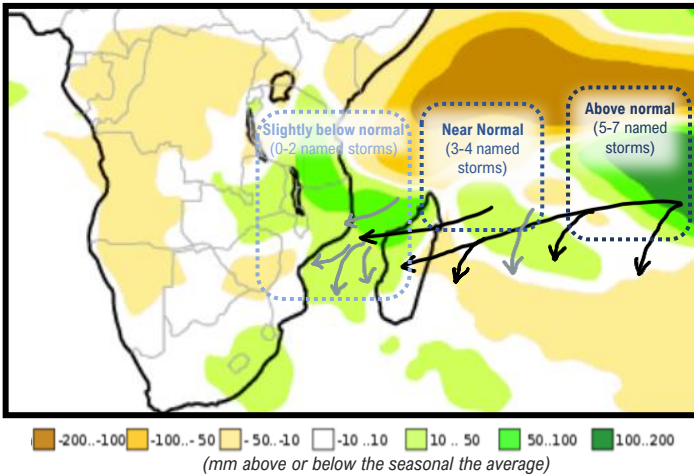 Slightly below normal
(0-2 named storms)
Near Normal
(3-4 named
storms)
Above normal
(5-7 named
storms)
-200..-100 -100..- 50 - 50..-10 -10 ..10 10 .. 50 50..100 100..200
(mm above or below the seasonal the average)